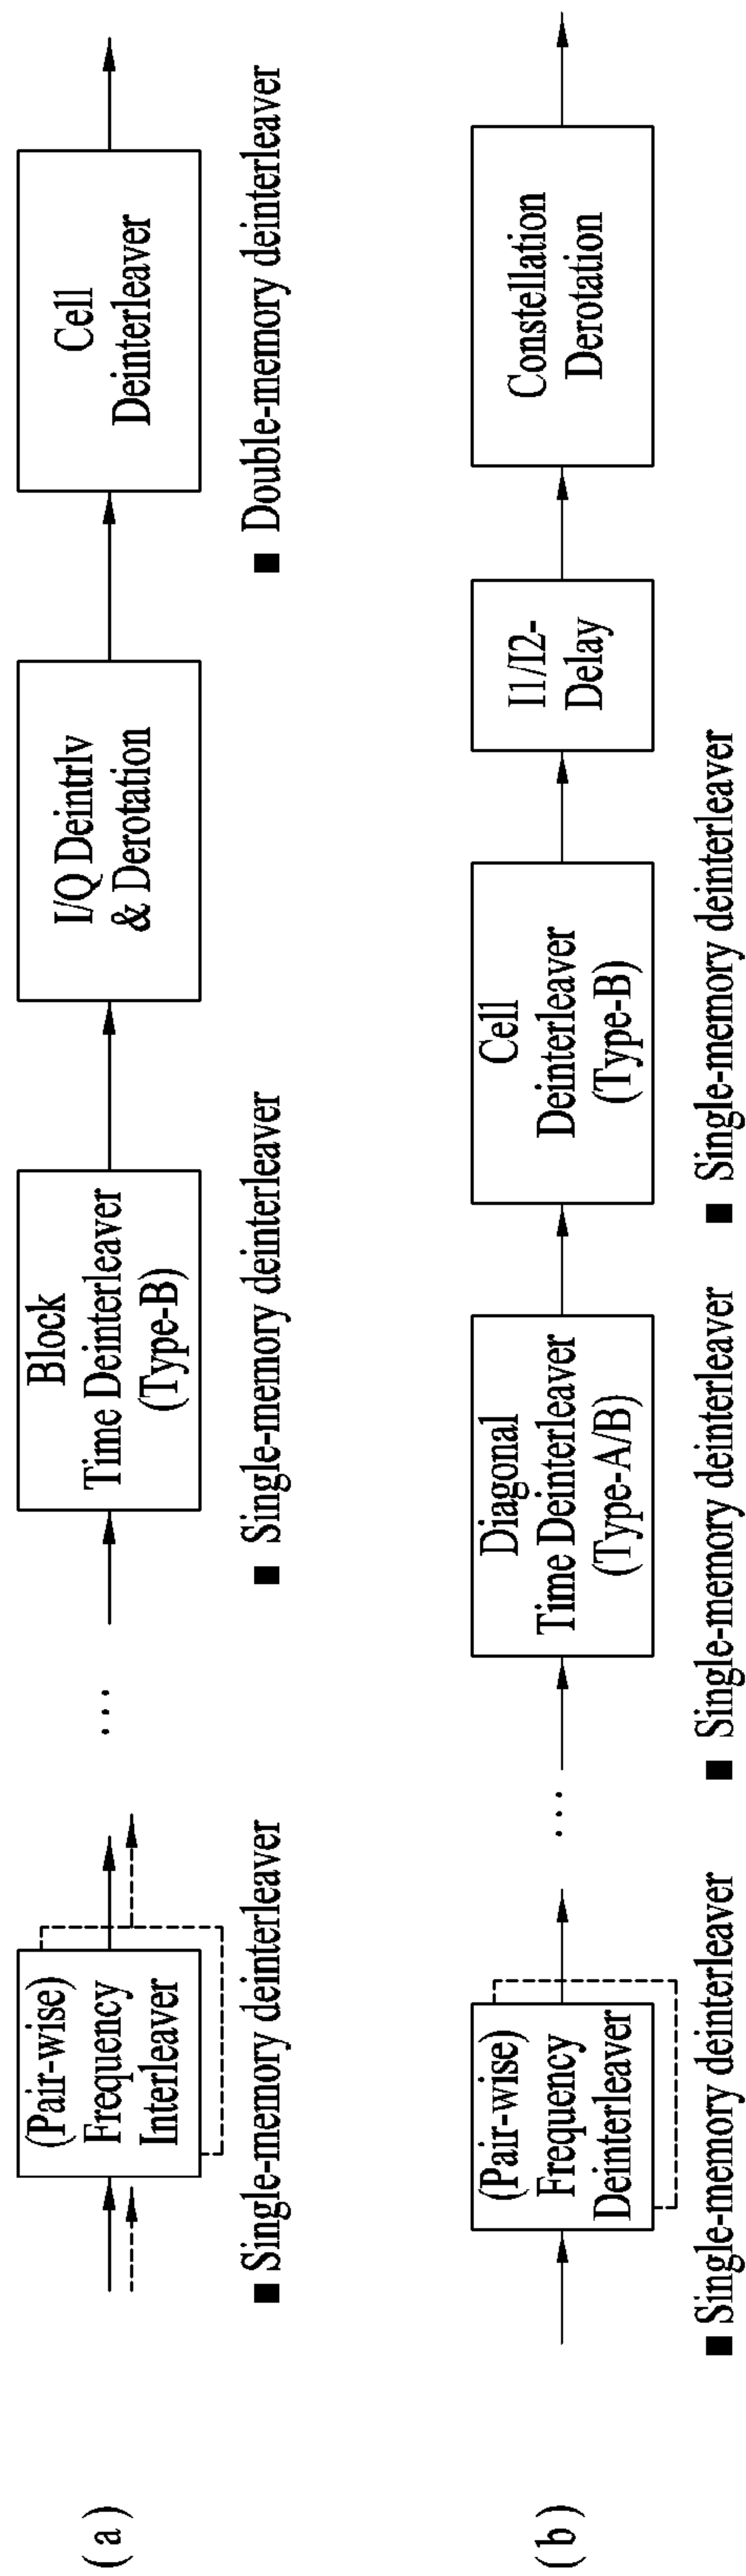 (a)
(Pair-wise)
Frequency
Interleaver
■ Single-memory deinterleaver
...
Block
Time Deinterleaver
(Type-B)
■ Single-memory deinterleaver
I/Q Deintrlv
& Derotation
Cell
Deinterleaver
■ Double-memory deinterleaver
(b)
(Pair-wise)
Frequency
Deinterleaver
■ Single-memory deinterleaver
...
Diagonal
Time Deinterleaver
(Type-A/B)
■ Single-memory deinterleaver
Cell
Deinterleaver
(Type-B)
■ Single-memory deinterleaver
I1/I2-
Delay
Constellation
Derotation